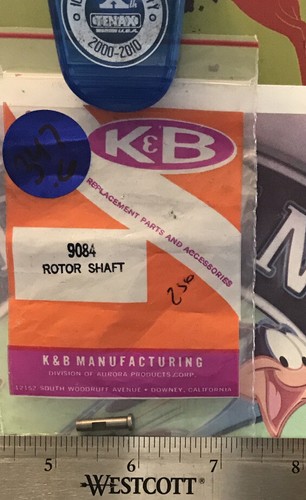 X
TENAX
2000-2010
K&B
REPLACEMENT PARTS AND ACCESSORIES
9084
ROTOR SHAFT
250
K&B MANUFACTURING
DIVISION OF AURORA PRODUCTS CORP.
12152 SOUTH WOODRUFF AVENUE • DOWNEY, CALIFORNIA
5 6 7 8
WESTCOTT®